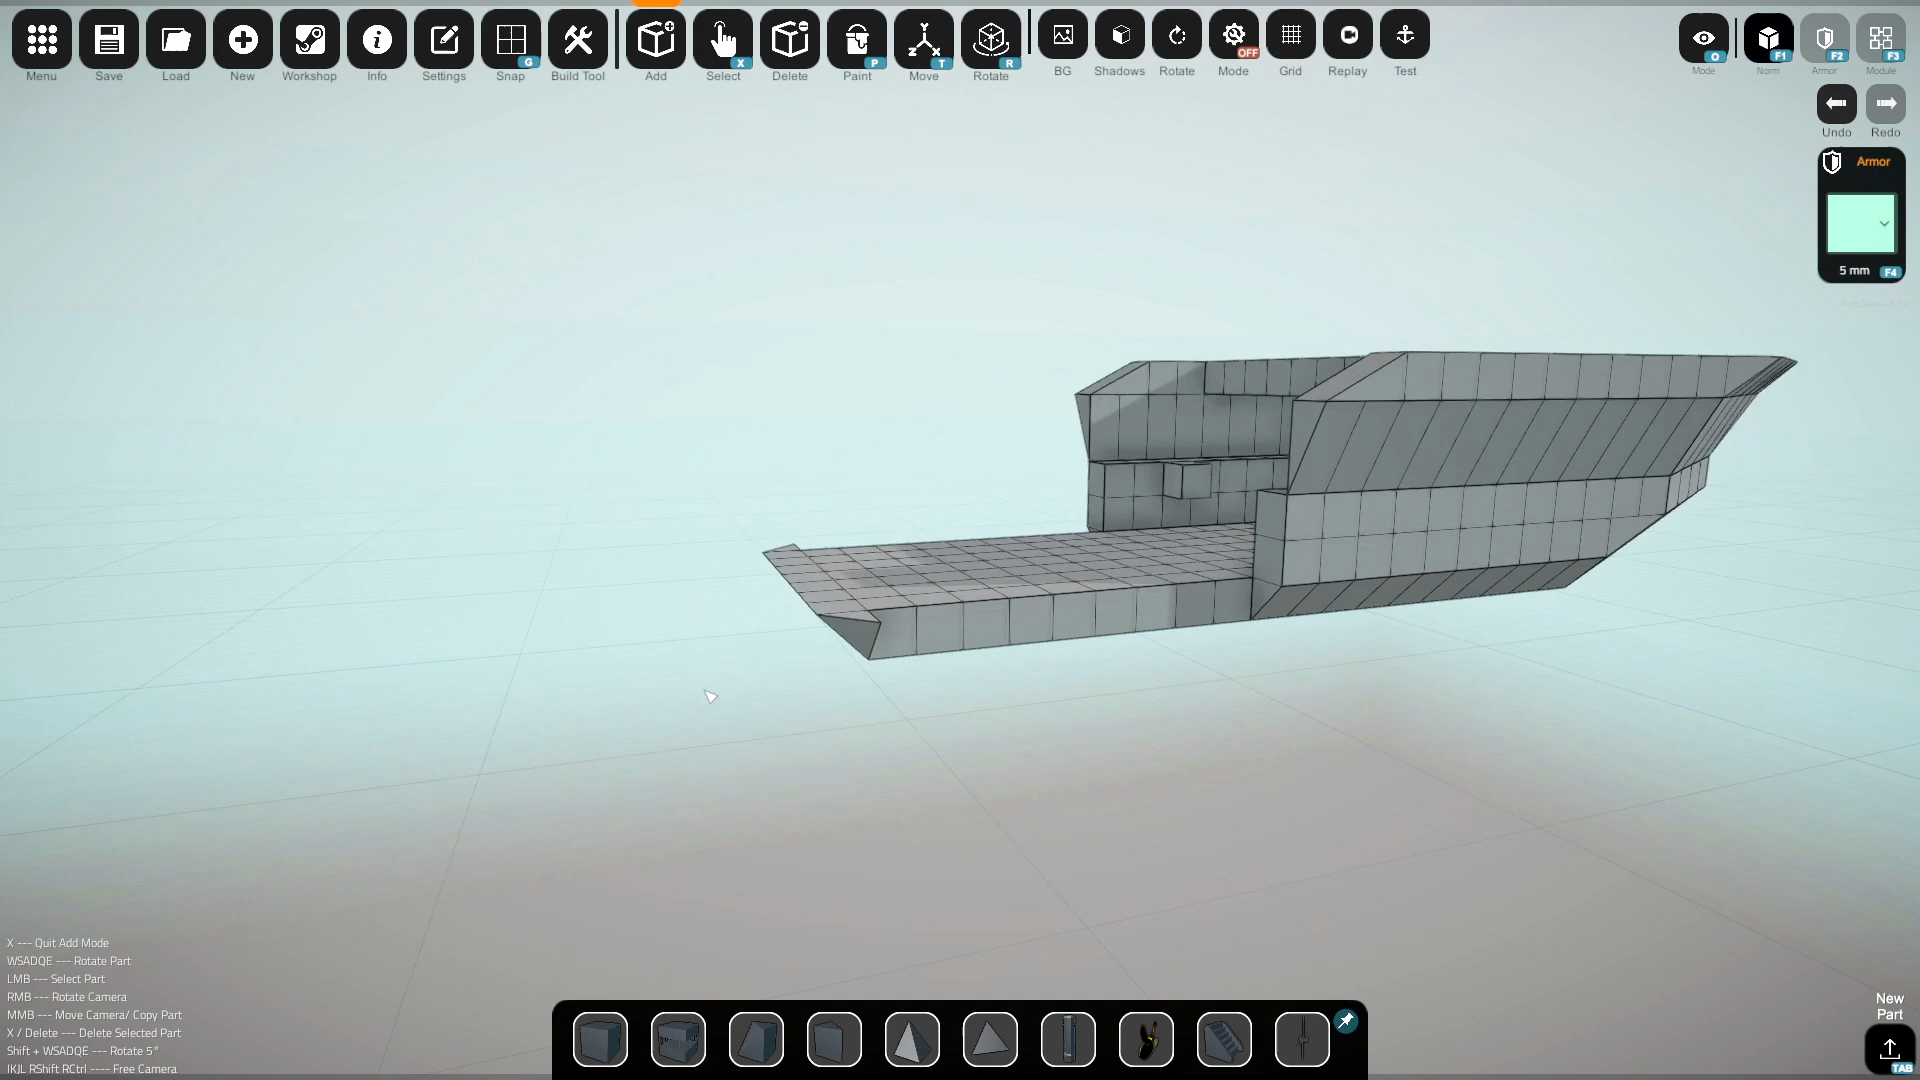 Menu
Save
Load
New
Workshop
Info
Settings
G
Snap
Build Tool
Add
X
Select
Delete
P
Paint
T
Move
R
Rotate
BG
Shadows
Rotate
OFF
Mode
Grid
Replay
Test
O
Mode
F1
Norm
F2
Armor
F3
Module
Undo
Redo
Armor
5 mm
F4
X --- Quit Add Mode
WSADQE --- Rotate Part
LMB --- Select Part
RMB --- Rotate Camera
MMB --- Move Camera/ Copy Part
X / Delete --- Delete Selected Part
Shift + WSADQE --- Rotate 5°
IKJL RShift RCtrl ---- Free Camera
New
Part
TAB